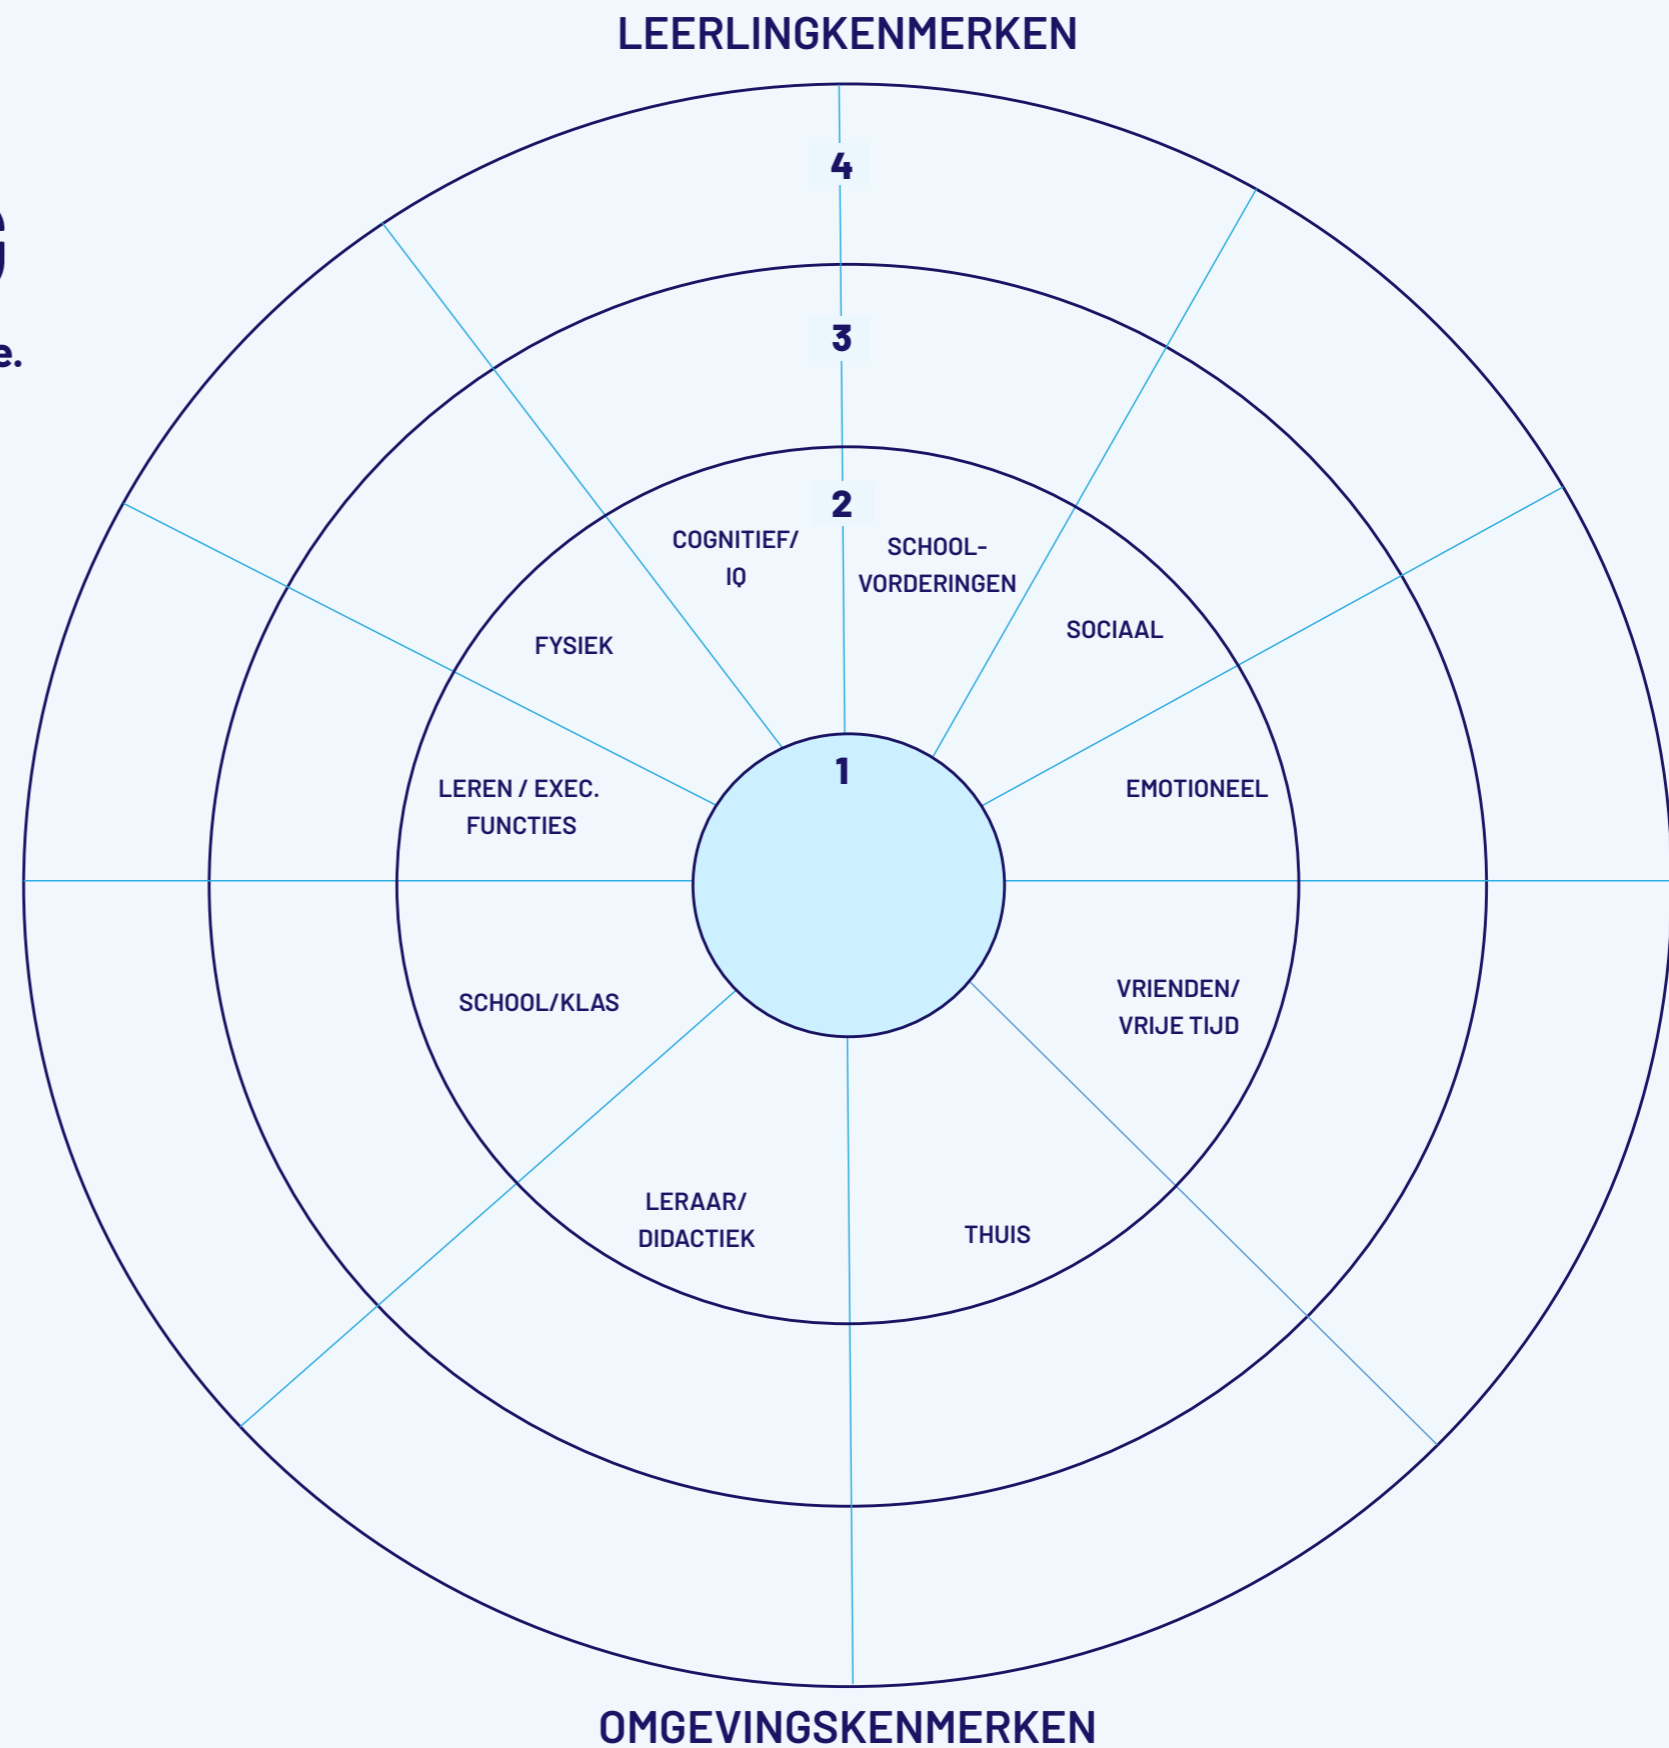 LEERLINGKENMERKEN
4
3
2
COGNITIEF/
IQ
SCHOOL-
VORDERINGEN
FYSIEK
SOCIAAL
1
LEREN / EXEC.
FUNCTIES
EMOTIONEEL
SCHOOL/KLAS
VRIENDEN/
VRIJE TIJD
LERAAR/
DIDACTIEK
THUIS
OMGEVINGSKENMERKEN